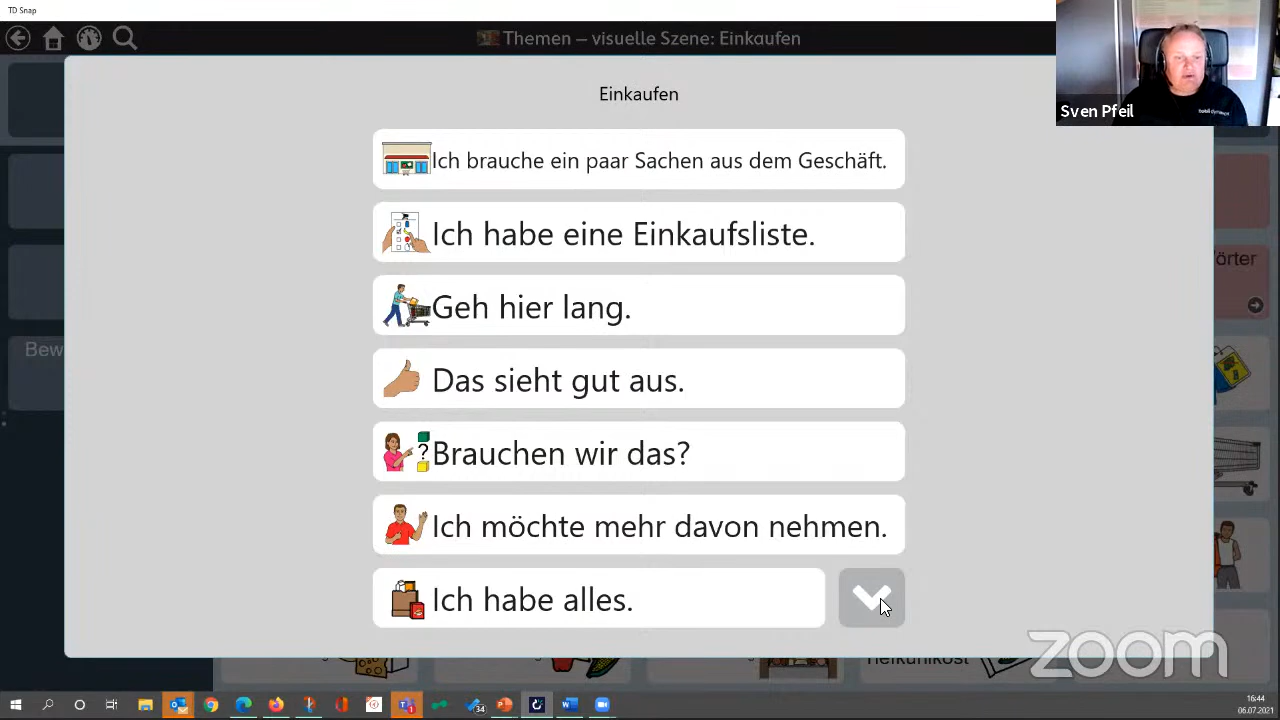 TD Snap
Themen – visuelle Szene: Einkaufen
Sven Pfeil
Einkaufen
Ich brauche ein paar Sachen aus dem Geschäft.
Ich habe eine Einkaufsliste.
Geh hier lang.
Das sieht gut aus.
Brauchen wir das?
Ich möchte mehr davon nehmen.
Ich habe alles.
örter
Bew
zoom
34
16:44
06.07.2021